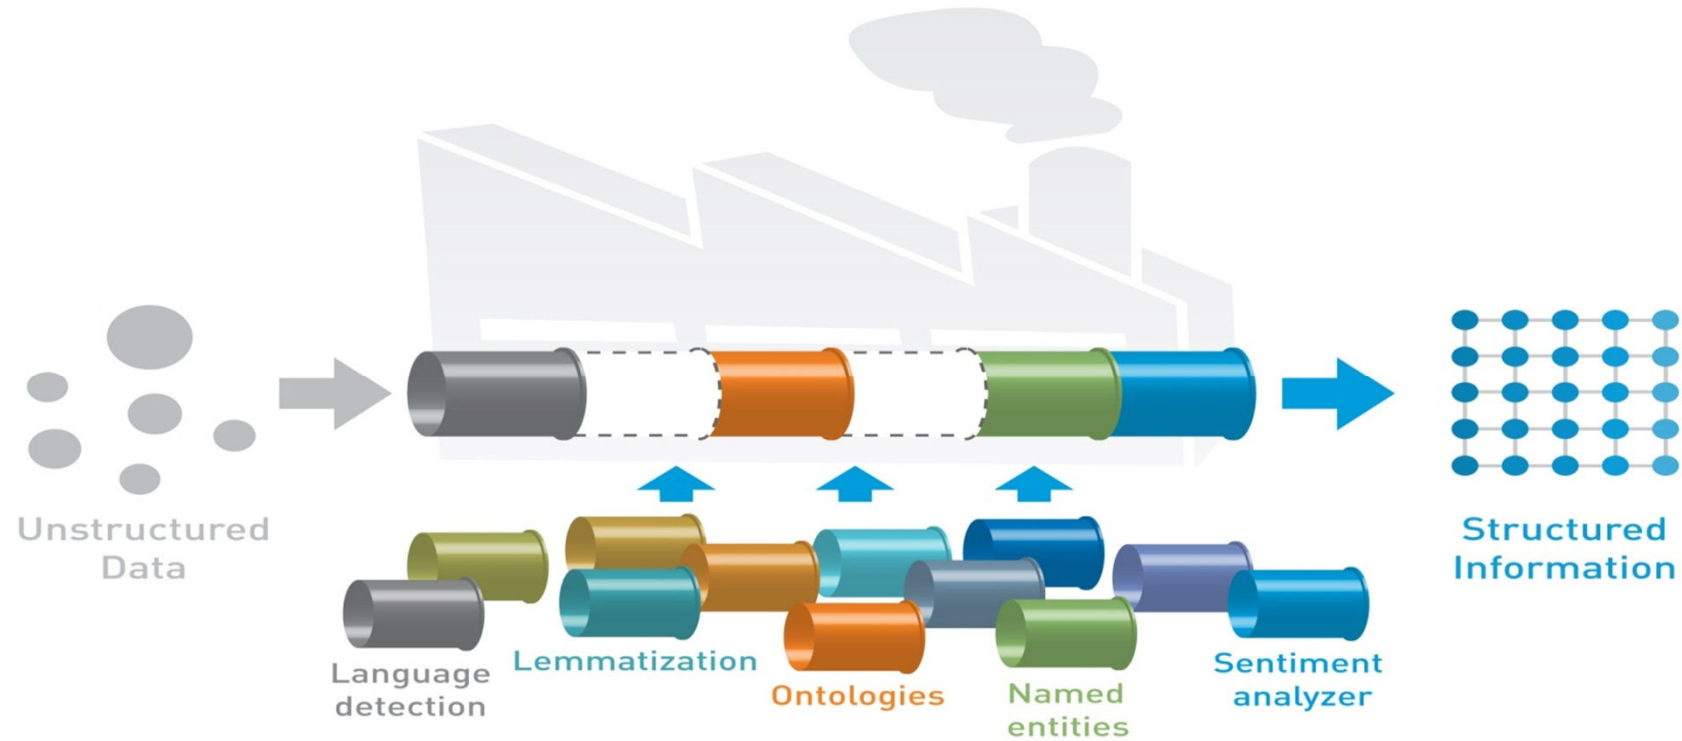 Unstructured
Data
Language
detection
Lemmatization
Ontologies
Named
entities
Sentiment
analyzer
Structured
Information